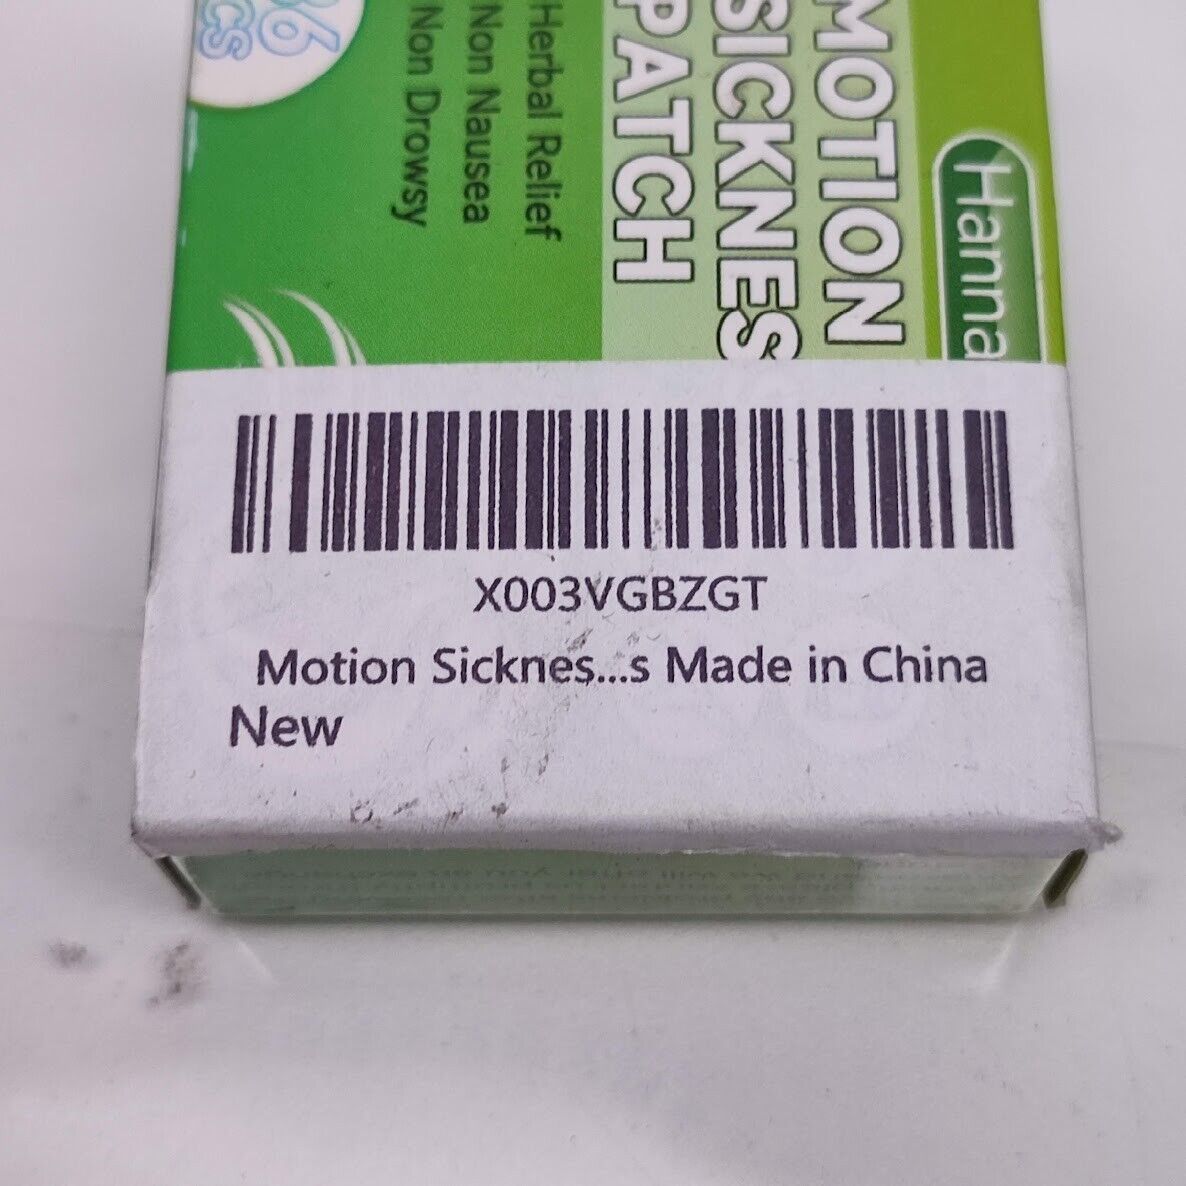 Hanna
MOTION
SICKNES
PATCH
Herbal Relief
Non Nausea
Non Drowsy
X003VGBZGT
Motion Sicknes...s Made in China
New